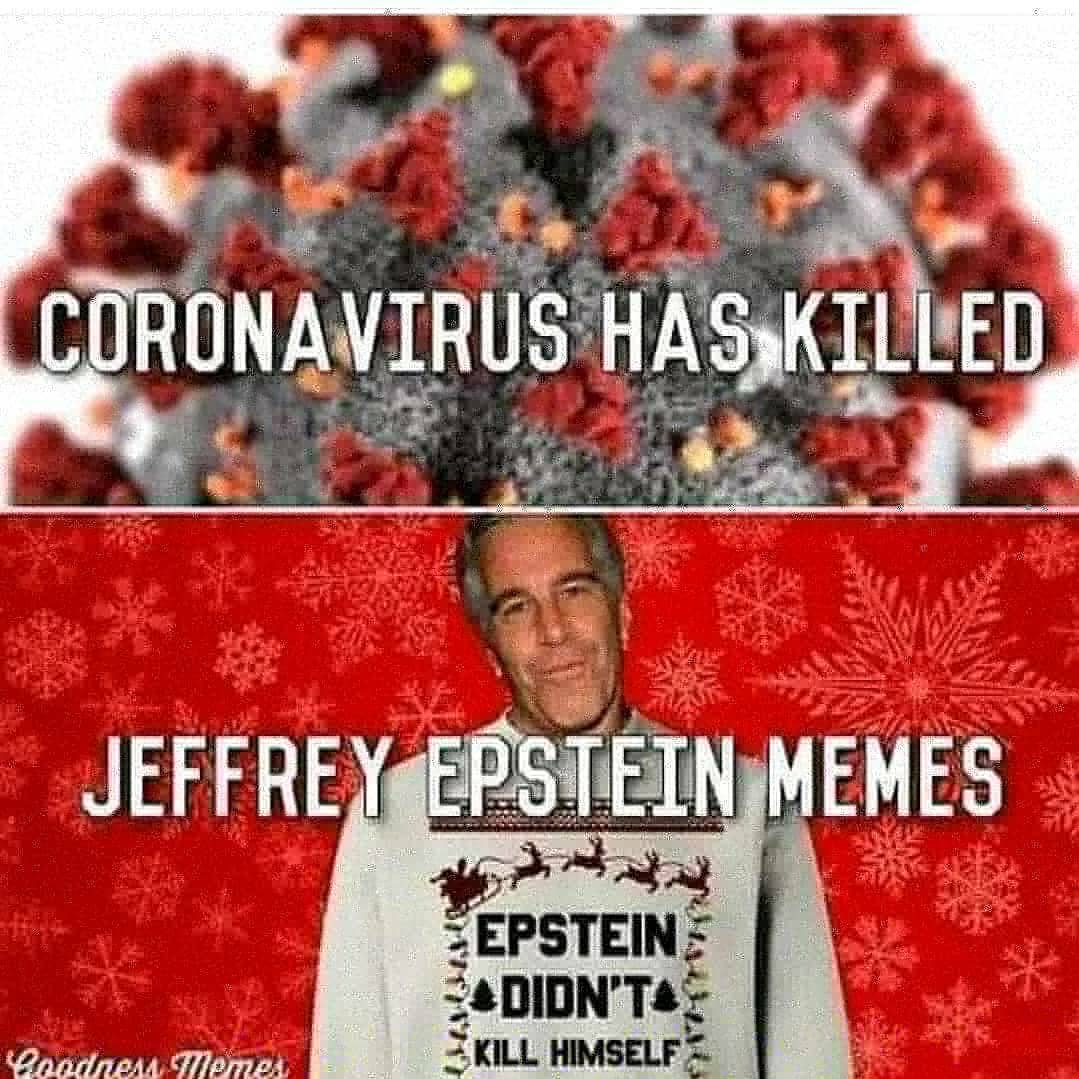 CORONAVIRUS HAS KILLED
JEFFREY EPSTEIN MEMES
EPSTEIN
DIDN'T
KILL HIMSELF
Goodness Memes